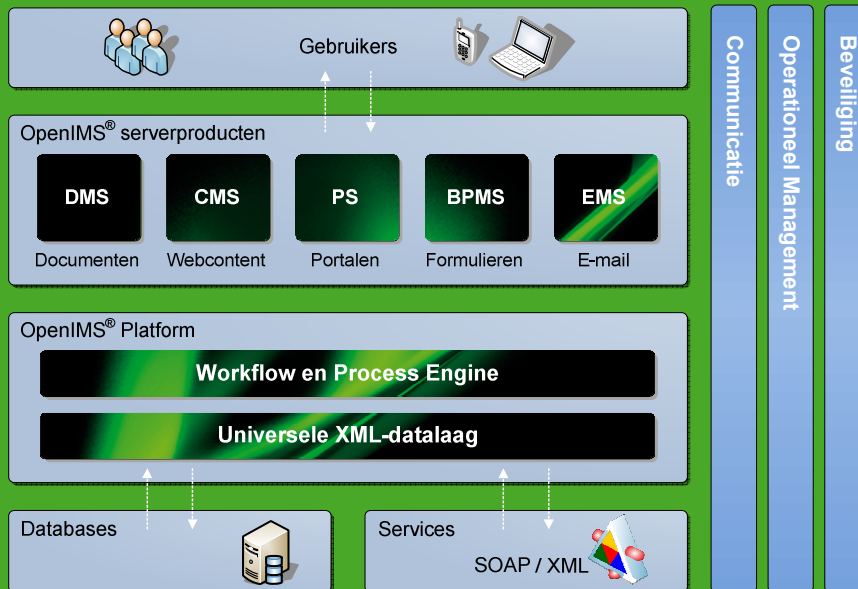 Gebruikers
OpenIMS® serverproducten
DMS
CMS
PS
BPMS
EMS
Documenten
Webcontent
Portalen
Formulieren
E-mail
OpenIMS® Platform
Workflow en Process Engine
Universele XML-datalaag
Databases
Services
SOAP / XML
Communicatie
Operationeel Management
Beveiliging